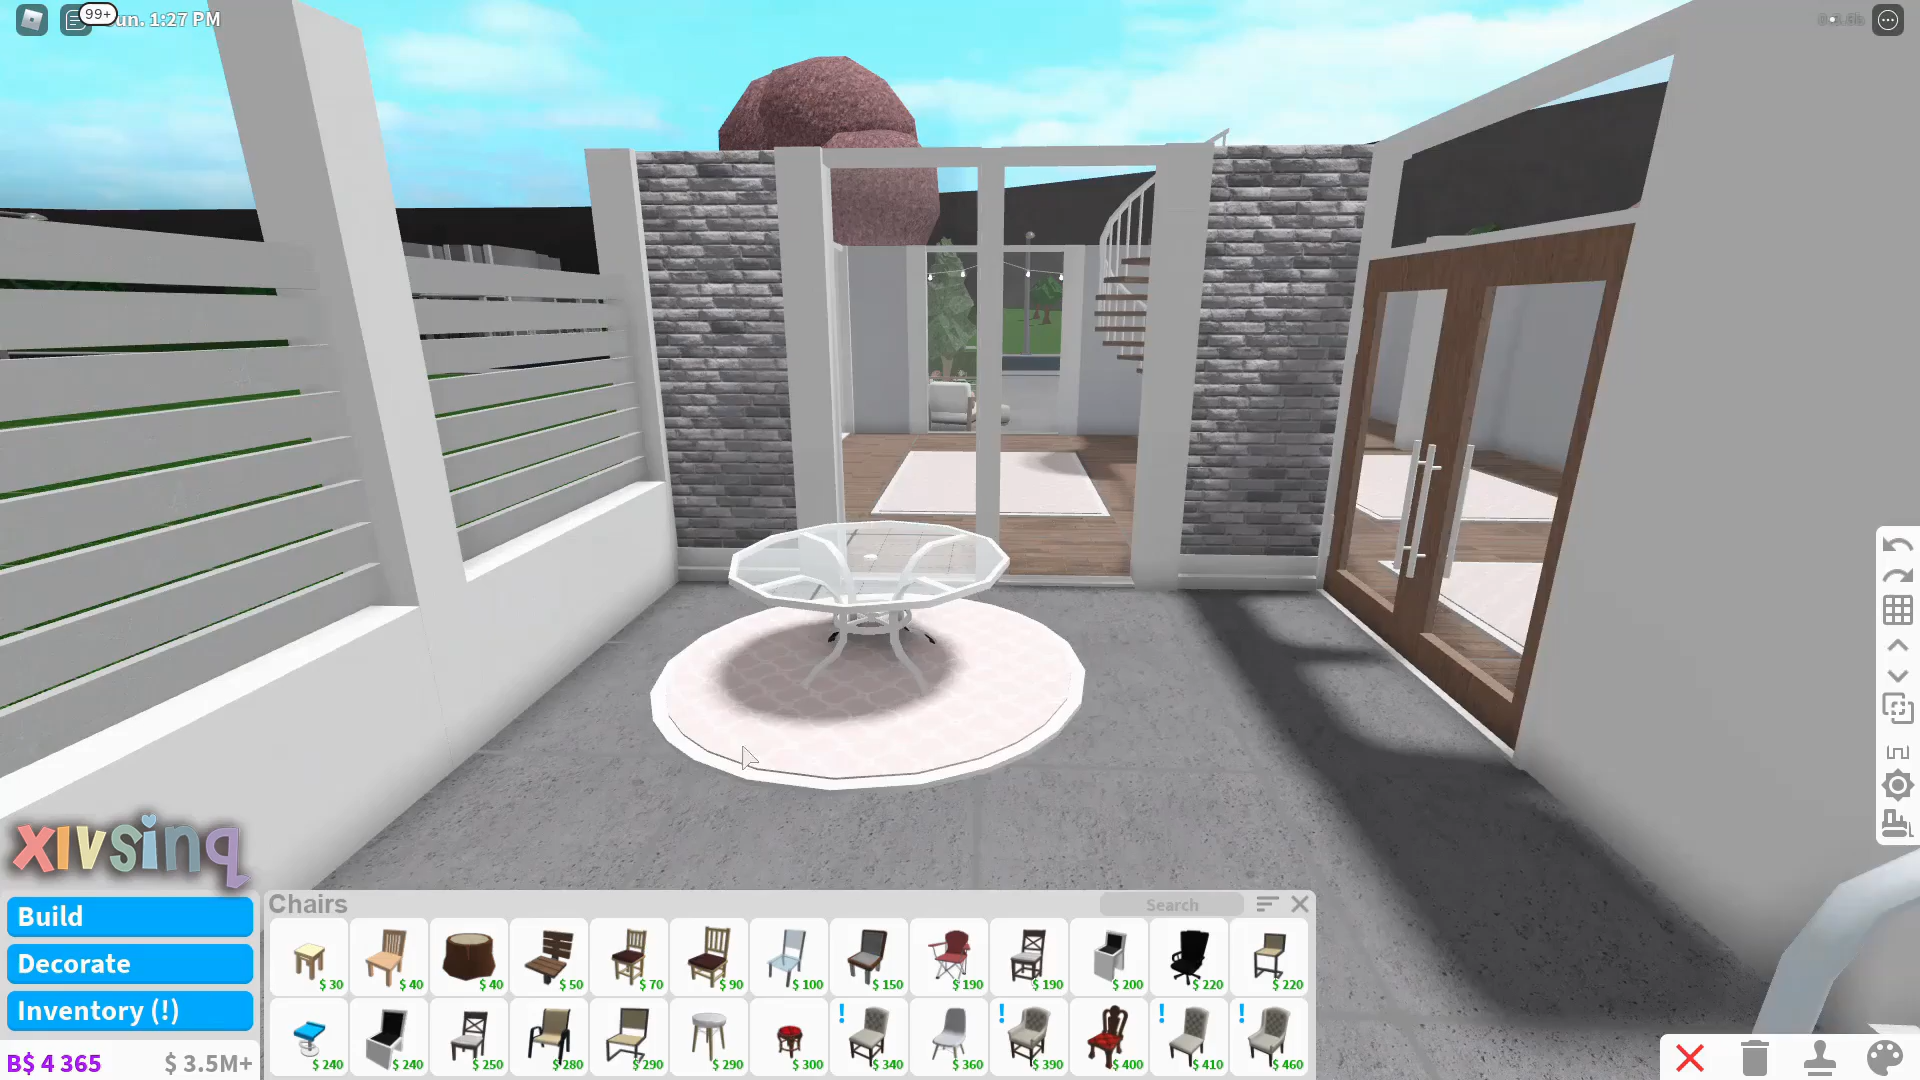 99+
un. 1:27 PM
xivsinq
Build
Decorate
Inventory (!)
B$ 4 365
$ 3.5M+
Chairs
Search
$ 30
$ 40
$ 40
$ 50
$ 70
$ 90
$ 100
$ 150
$ 190
$ 190
$ 200
$ 220
$ 220
$ 240
$ 240
$ 250
$ 280
$ 290
$ 290
$ 300
! $ 340
$ 360
! $ 390
$ 400
! $ 410
! $ 460